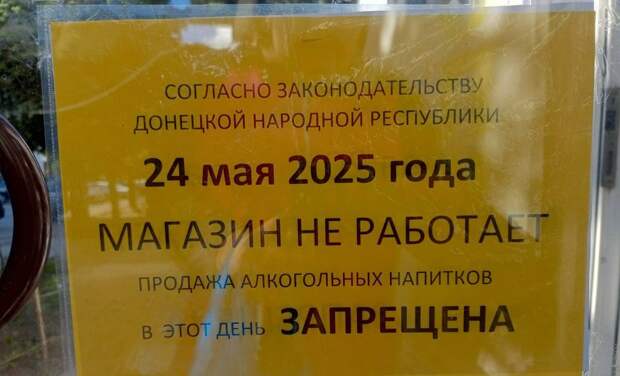 СОГЛАСНО ЗАКОНОДАТЕЛЬСТВУ
ДОНЕЦКОЙ НАРОДНОЙ РЕСПУБЛИКИ
24 мая 2025 года
МАГАЗИН НЕ РАБОТАЕТ
ПРОДАЖА АЛКОГОЛЬНЫХ НАПИТКОВ
В ЭТОТ ДЕНЬ ЗАПРЕЩЕНА